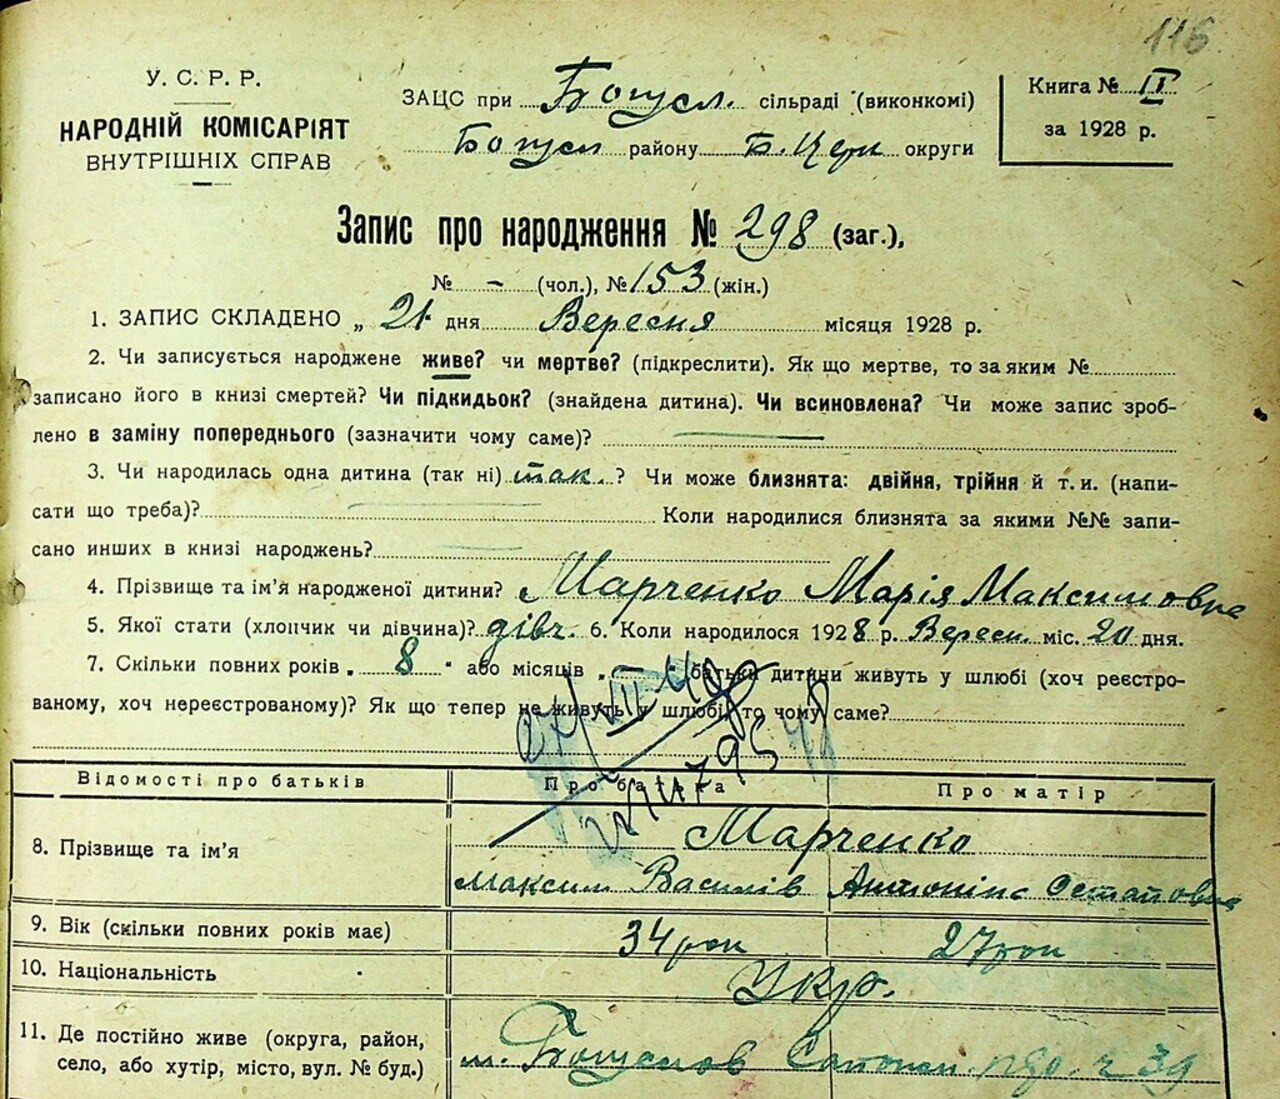 116
У. С. Р. Р.
НАРОДНІЙ КОМІСАРІЯТ
ВНУТРІШНІХ СПРАВ
ЗАЦС при Богусл. сільраді (виконкомі)
Богусл району Б. Церк округи
Книга № II
за 1928 р.
Запис про народження № 298 (заг.),
№ – (чол.), № 153 (жін.)
1. ЗАПИС СКЛАДЕНО „ 21 дня Вересня місяця 1928 р.
2. Чи записується народжене живе? чи мертве? (підкреслити). Як що мертве, то за яким №
записано його в книзі смертей? Чи підкидьок? (знайдена дитина). Чи всиновлена? Чи може запис зроб-
лено в заміну попереднього (зазначити чому саме)?
3. Чи народилась одна дитина (так ні) так. ? Чи може близнята: двійня, трійня й т. и. (напи-
сати що треба)? Коли народилися близнята за якими №№ запи-
сано инших в книзі народжень?
4. Прізвище та ім'я народженої дитини? Марченко Марія Максимовна
5. Якої стати (хлопчик чи дівчина)? дівч. 6. Коли народилося 1928 р. Вересн. міс. 20 дня.
7. Скільки повних років „ 8 " або місяців „ — батьки дитини живуть у шлюбі (хоч реєстро-
ваному, хоч нереєстрованому)? Як що тепер не живуть у шлюбі, то чому саме?
Відомості про батьків Про батька Про матір
8. Прізвище та ім'я Марченко
Максим Василів Антоніна Остаповна
9. Вік (скільки повних років має) 34 рок 27 рок
10. Національність Укр.
11. Де постійно живе (округа, район,
село, або хутір, місто, вул. № буд.)
м. Богуслов 39